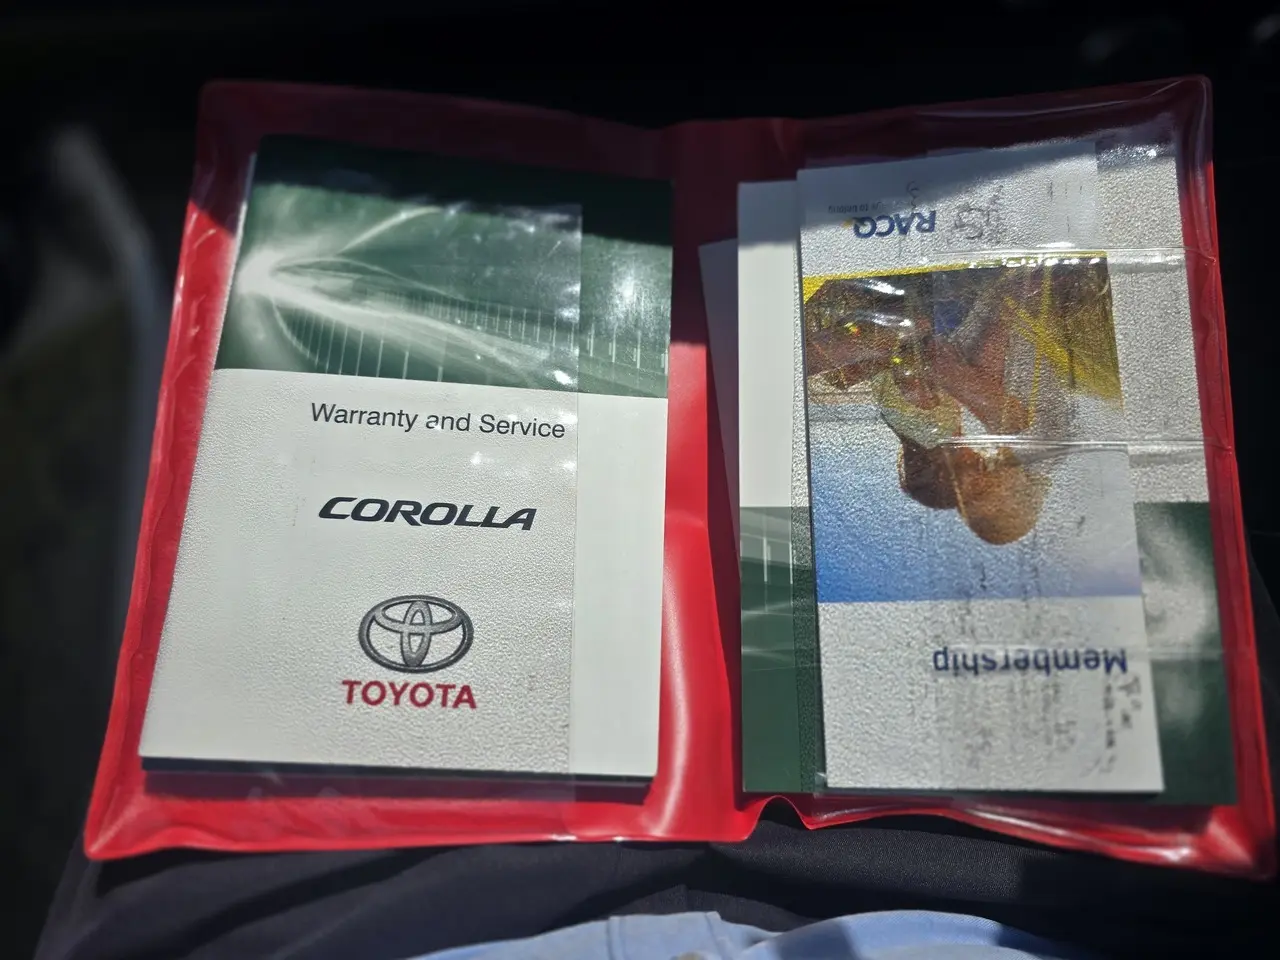 Warranty and Service
COROLLA
TOYOTA
RACQ
Membership